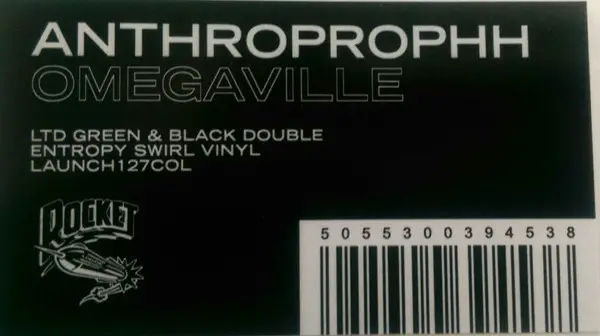 ANTHROPROPHH
OMEGAVILLE
LTD GREEN & BLACK DOUBLE
ENTROPY SWIRL VINYL
LAUNCH127COL
ROCKET
5055300394538